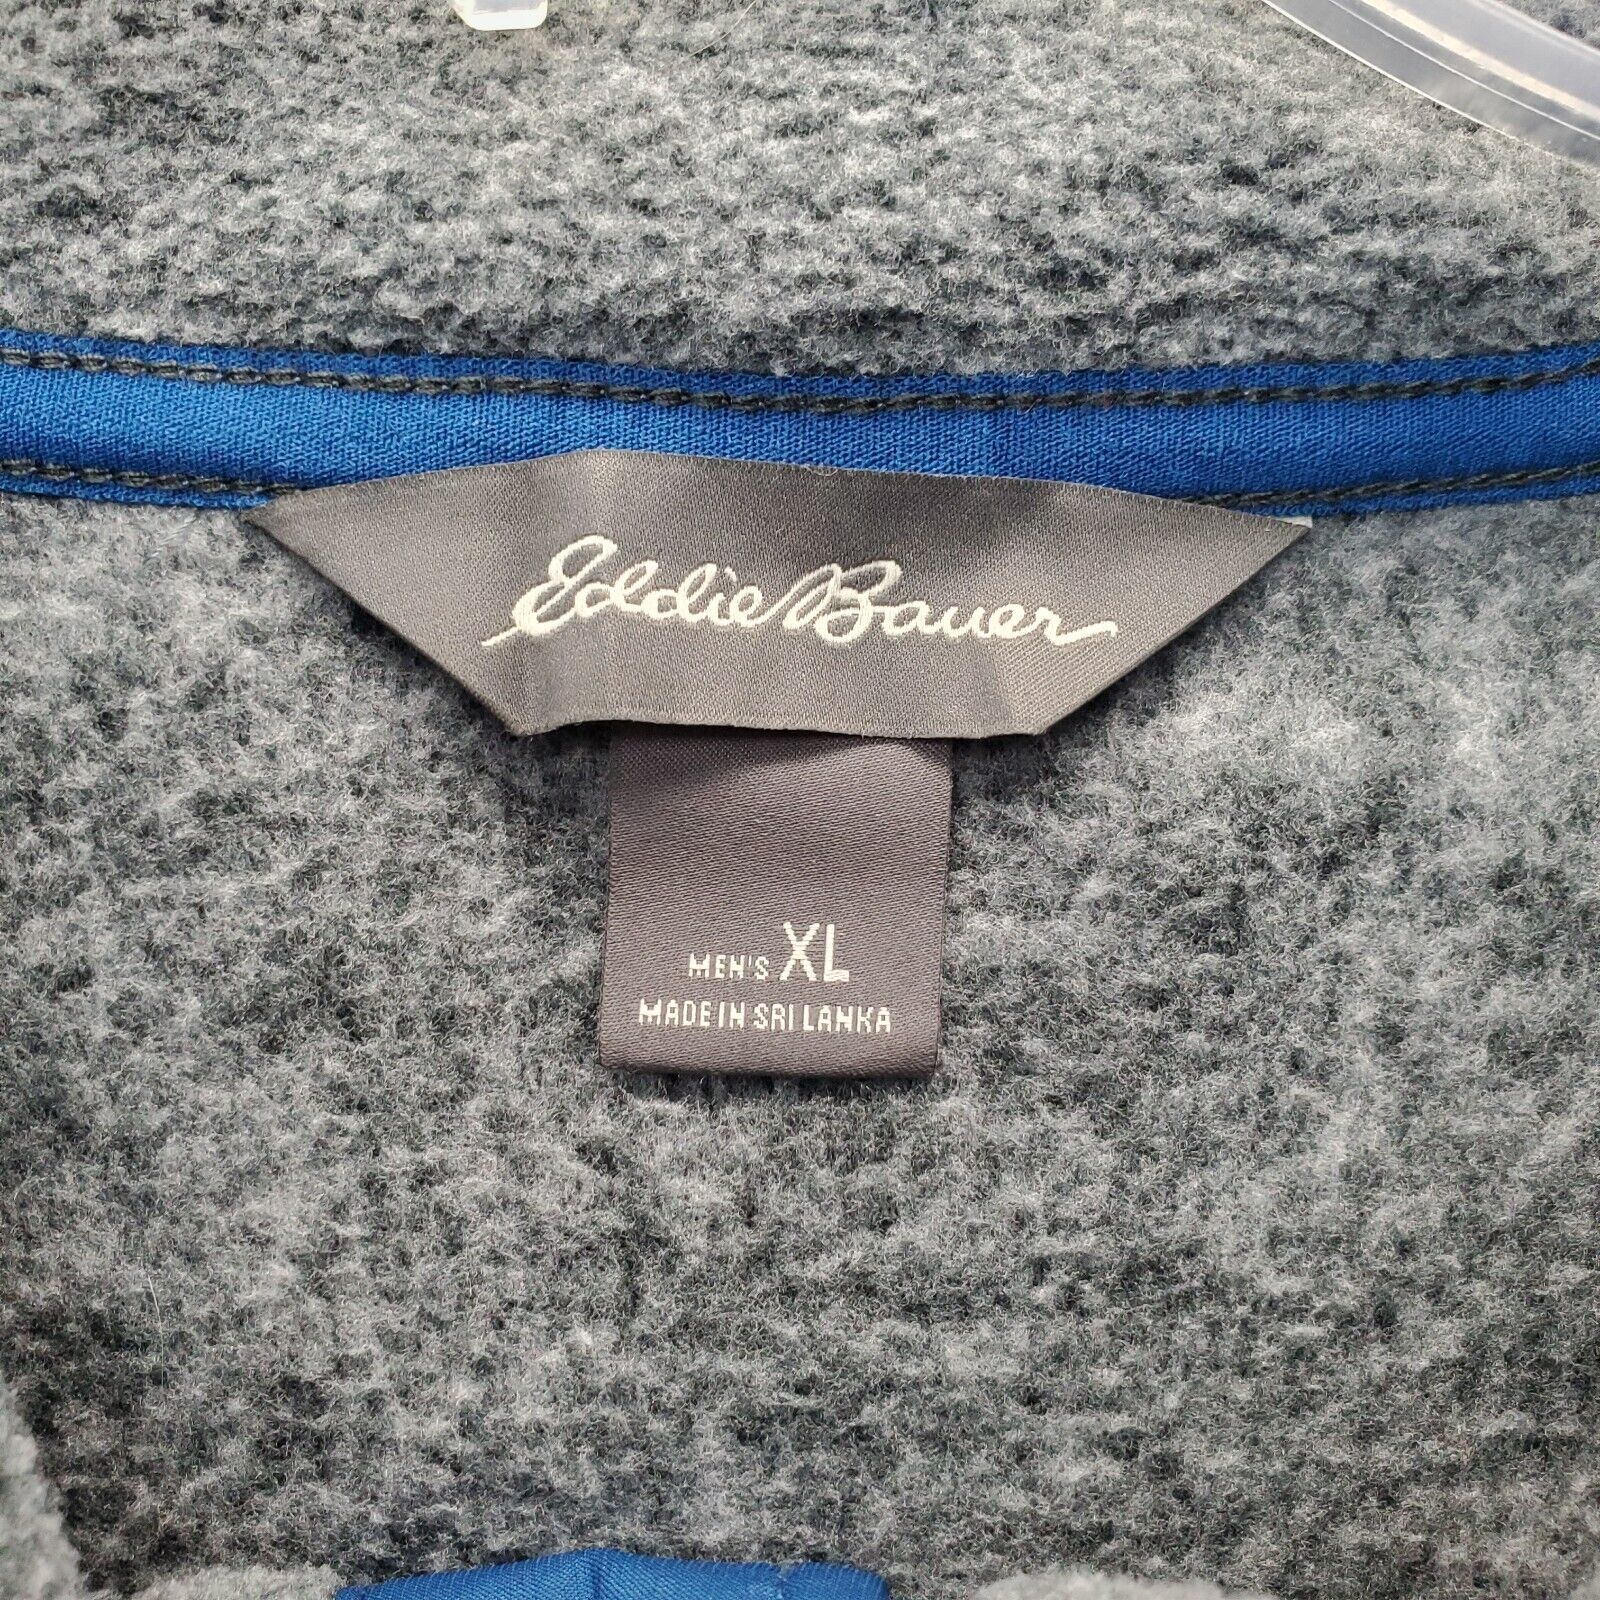 Eddie Bauer
MEN'S XL
MADE IN SRI LANKA